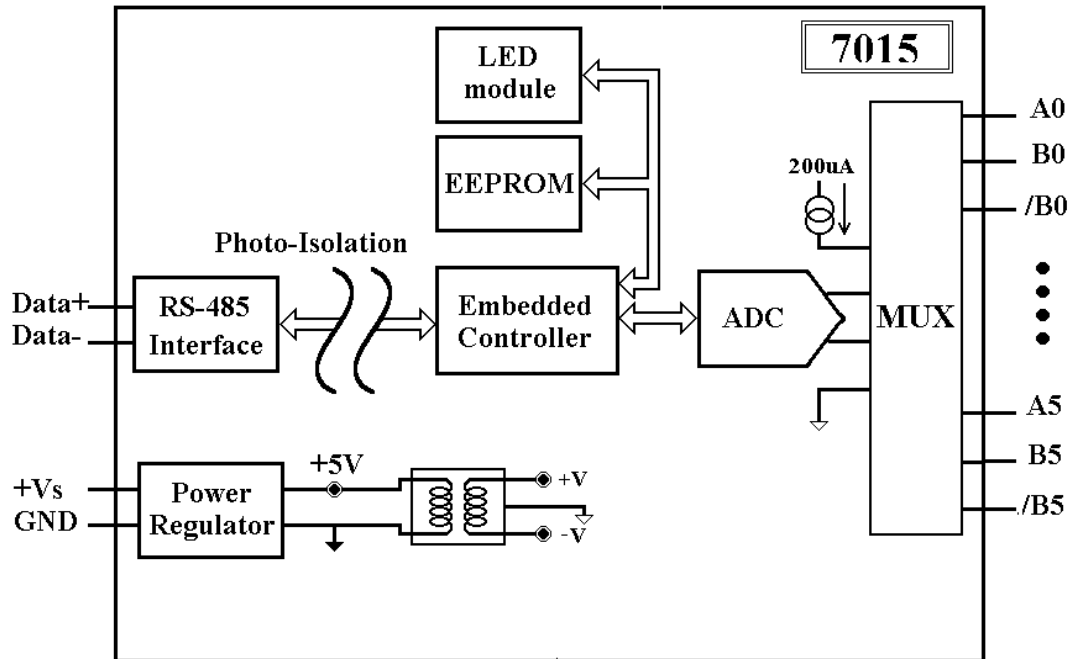 7015
LED
module
A0
B0
200uA
EEPROM
/B0
Photo-Isolation
Data+
Data-
RS-485
Interface
Embedded
Controller
ADC
MUX
A5
B5
/B5
+5V
+Vs
GND
Power
Regulator
+V
-V